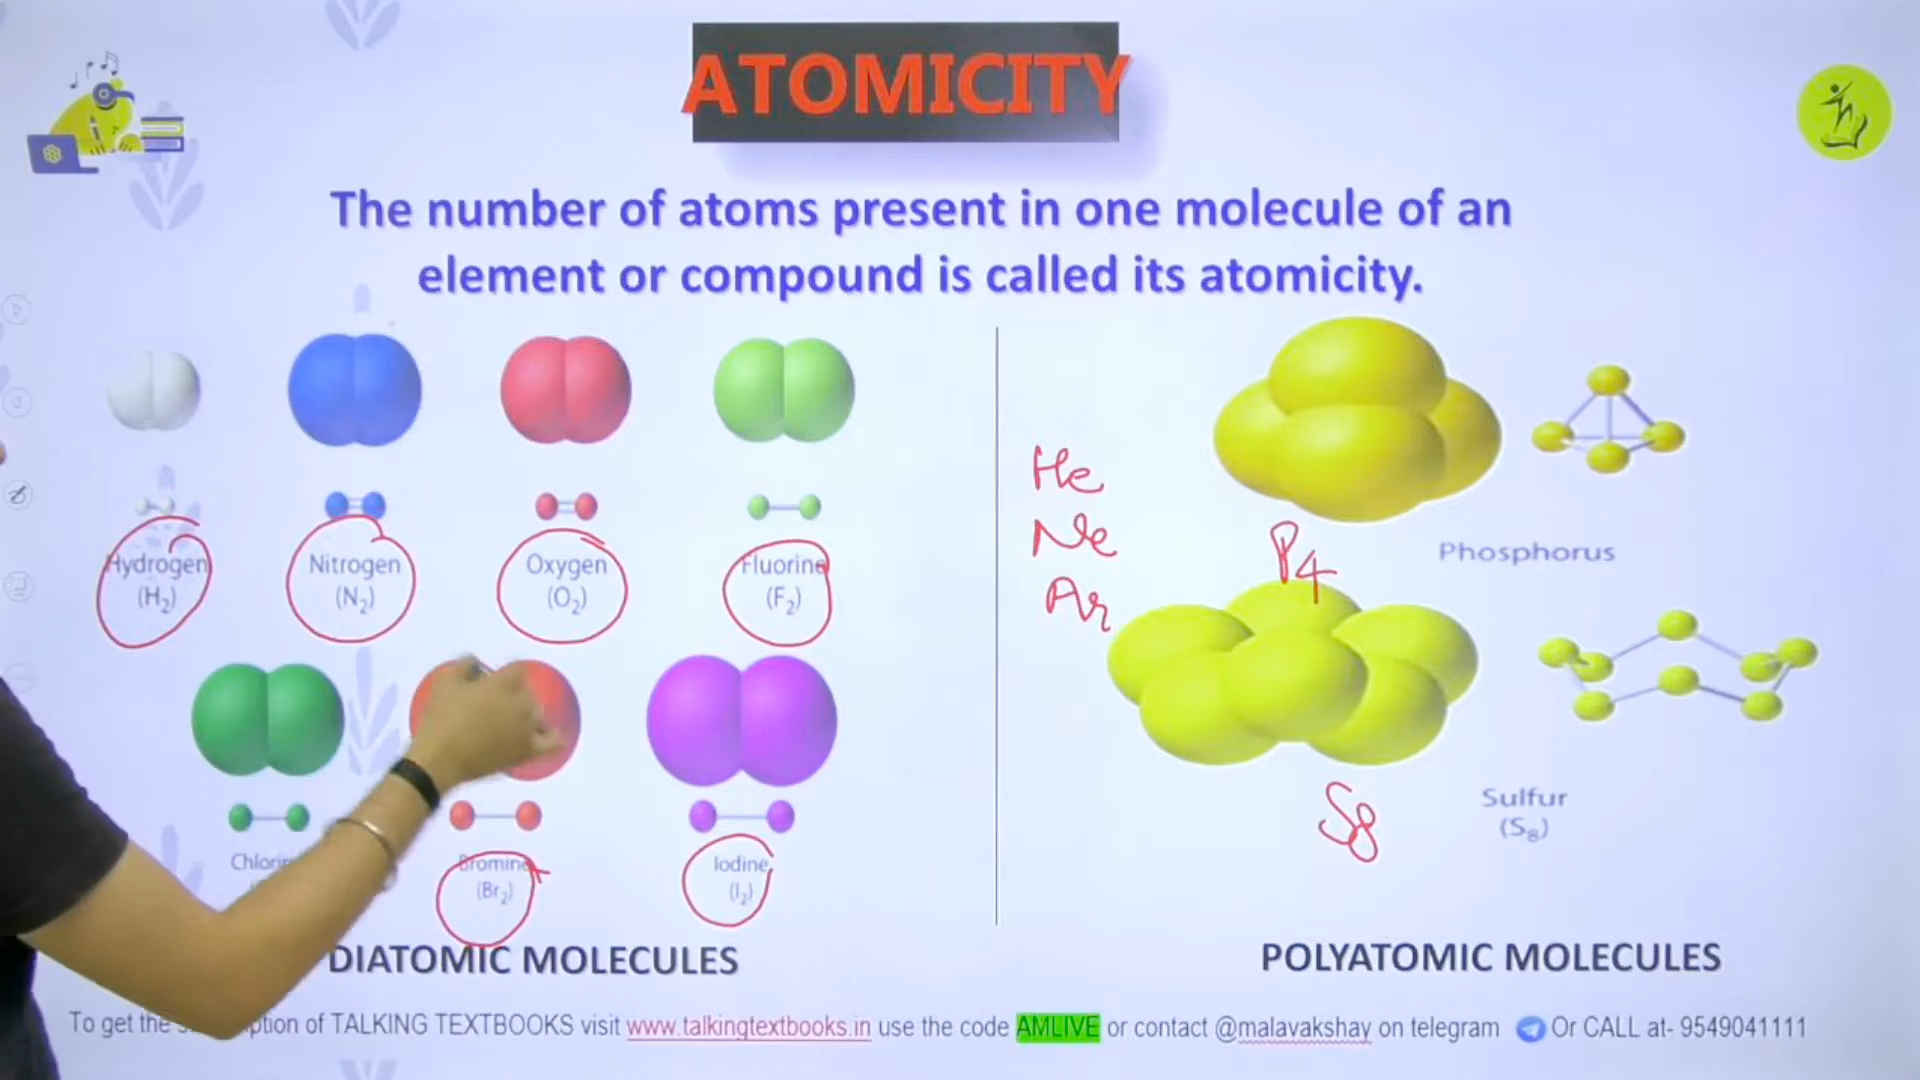 ATOMICITY
The number of atoms present in one molecule of an
element or compound is called its atomicity.
Hydrogen
(H₂)
Nitrogen
(N₂)
Oxygen
(O₂)
Fluorine
(F₂)
Bromine
(Br₂)
Iodine
(I₂)
DIATOMIC MOLECULES
He
Ne
Ar
P4
Phosphorus
S8
Sulfur
(S₈)
POLYATOMIC MOLECULES
To get the of TALKING TEXTBOOKS visit www.talkingtextbooks.in use the code AMLIVE or contact @malavakshay on telegram Or CALL at- 9549041111